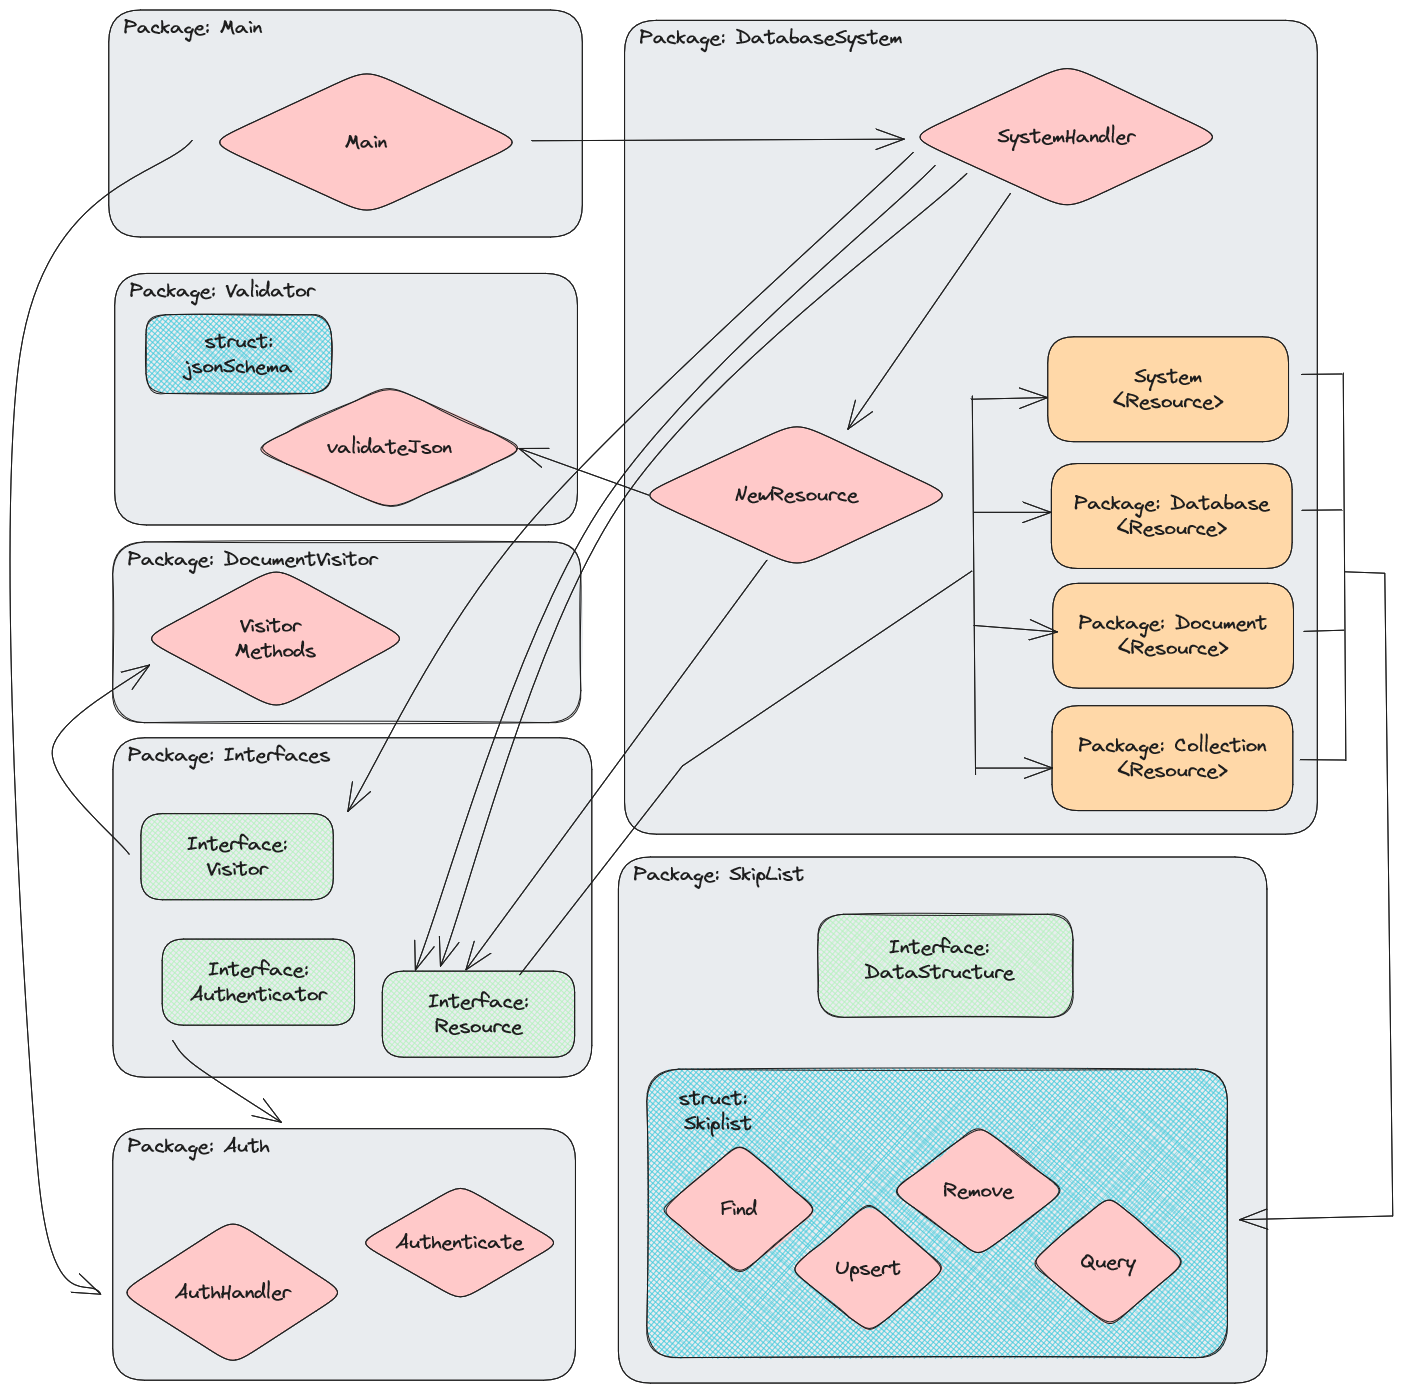 Package: Main
Main
Package: DatabaseSystem
SystemHandler
Package: Validator
struct:
jsonSchema
validateJson
NewResource
System
<Resource>
Package: Database
<Resource>
Package: Document
<Resource>
Package: Collection
<Resource>
Package: DocumentVisitor
Visitor
Methods
Package: Interfaces
Interface:
Visitor
Interface:
Authenticator
Interface:
Resource
Package: SkipList
Interface:
DataStructure
struct:
Skiplist
Find
Upsert
Remove
Query
Package: Auth
AuthHandler
Authenticate